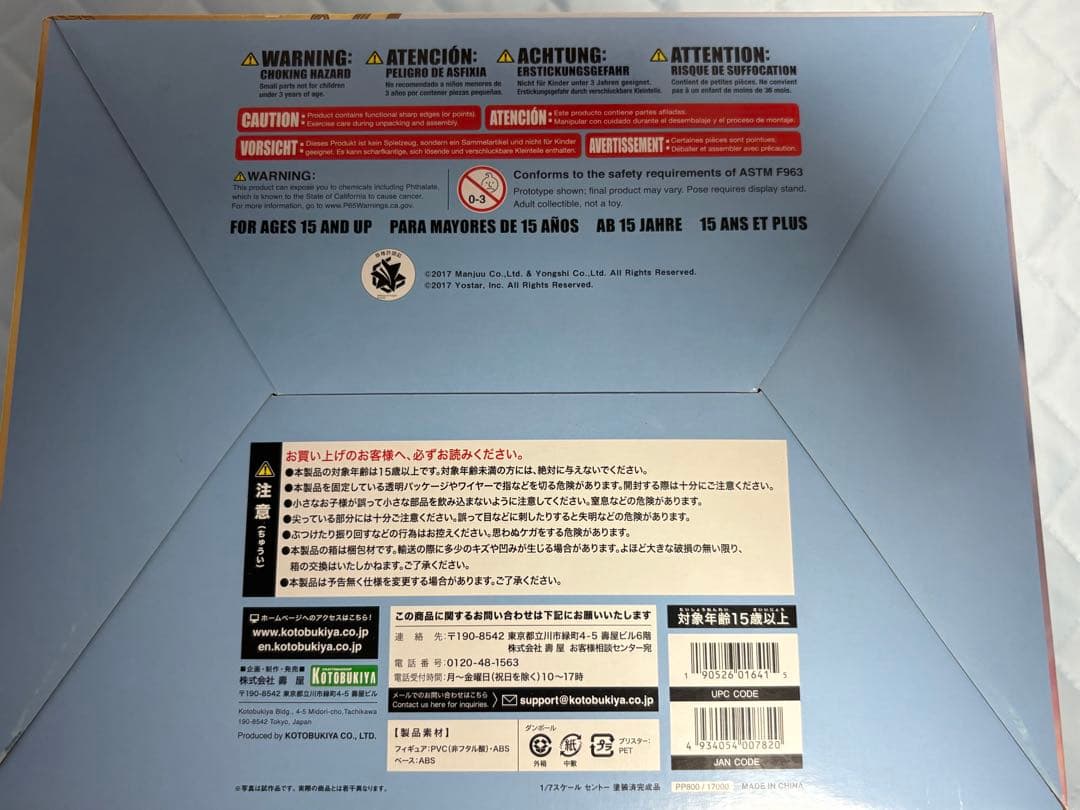 WARNING:
CHOKING HAZARD
Small parts not for children
under 3 years of age.
ATENCIÓN:
PELIGRO DE ASFIXIA
No recomendado a niños menores de
3 años por contener piezas pequeñas.
ACHTUNG:
ERSTICKUNGSGEFAHR
Nicht für Kinder unter 3 Jahren geeignet.
Erstickungsgefahr durch verschluckbare Kleinteile.
ATTENTION:
RISQUE DE SUFFOCATION
Contient de petites pièces. Ne convient
pas à un enfant de moins de 36 mois.
CAUTION • Product contains functional sharp edges (or points).
• Exercise care during unpacking and assembly.
ATENCIÓN • Este producto contiene partes afiladas.
• Manipular con cuidado durante el desembalaje y el proceso de montaje.
VORSICHT • Dieses Produkt ist kein Spielzeug, sondern ein Sammelartikel und nicht für Kinder
geeignet. Es kann scharfkantige, sich lösende und verschluckbare Kleinteile enthalten.
AVERTISSEMENT • Certaines pièces sont pointues;
• Déballer et assembler avec précaution.
WARNING:
This product can expose you to chemicals including Phthalate,
which is known to the State of California to cause cancer.
For more information, go to www.P65Warnings.ca.gov.
0-3
Conforms to the safety requirements of ASTM F963
Prototype shown; final product may vary. Pose requires display stand.
Adult collectible, not a toy.
FOR AGES 15 AND UP PARA MAYORES DE 15 AÑOS AB 15 JAHRE 15 ANS ET PLUS
©2017 Manjuu Co.,Ltd. & Yongshi Co.,Ltd. All Rights Reserved.
©2017 Yostar, Inc. All Rights Reserved.
注意(ちゅうい)
お買い上げのお客様へ、必ずお読みください。
●本製品の対象年齢は15歳以上です。対象年齢未満の方には、絶対に与えないでください。
●本製品を固定している透明パッケージやワイヤーで指などを切る危険があります。開封する際は十分にご注意ください。
●小さなお子様が誤って小さな部品を飲み込まないように注意してください。窒息などの危険があります。
●尖っている部分には十分ご注意ください。誤って目などに刺したりすると失明などの危険があります。
●ぶつけたり振り回すなどの行為はお控えください。思わぬケガをする危険があります。
●本製品の箱は梱包材です。輸送の際に多少のキズや凹みが生じる場合があります。よほど大きな破損の無い限り、
箱の交換はいたしかねます。ご了承ください。
●本製品は予告無く仕様を変更する場合があります。ご了承ください。
ホームページへのアクセスはこちら!
www.kotobukiya.co.jp
en.kotobukiya.co.jp
■企画・制作・発売■
株式会社 壽 屋
KOTOBUKIYA
〒190-8542 東京都立川市緑町4-5 壽屋ビル
Kotobukiya Bldg., 4-5 Midori-cho,Tachikawa
190-8542 Tokyo, Japan
Produced by KOTOBUKIYA CO., LTD.
この商品に関するお問い合わせは下記にお願いいたします
連 絡 先:〒190-8542 東京都立川市緑町4-5 壽屋ビル6階
株式会社 壽 屋 お客様相談センター宛
電 話 番 号:0120-48-1563
電話受付時間:月〜金曜日(祝日を除く)10〜17時
メールでのお問い合わせはこちら
Contact us here for inquiries.
support@kotobukiya.co.jp
【製品素材】
フィギュア:PVC(非フタル酸)・ABS
ベース:ABS
ダンボール
外箱
紙
中敷
プラ
ブリスター:
PET
たいしょうねんれい さいいじょう
対象年齢15歳以上
1 90526 01641 5
UPC CODE
4 934054 007820
JAN CODE
※写真は試作品です。実際の商品とは若干異なります。
1/7スケール セントー 塗装済完成品
PP800 / 17000
MADE IN CHINA